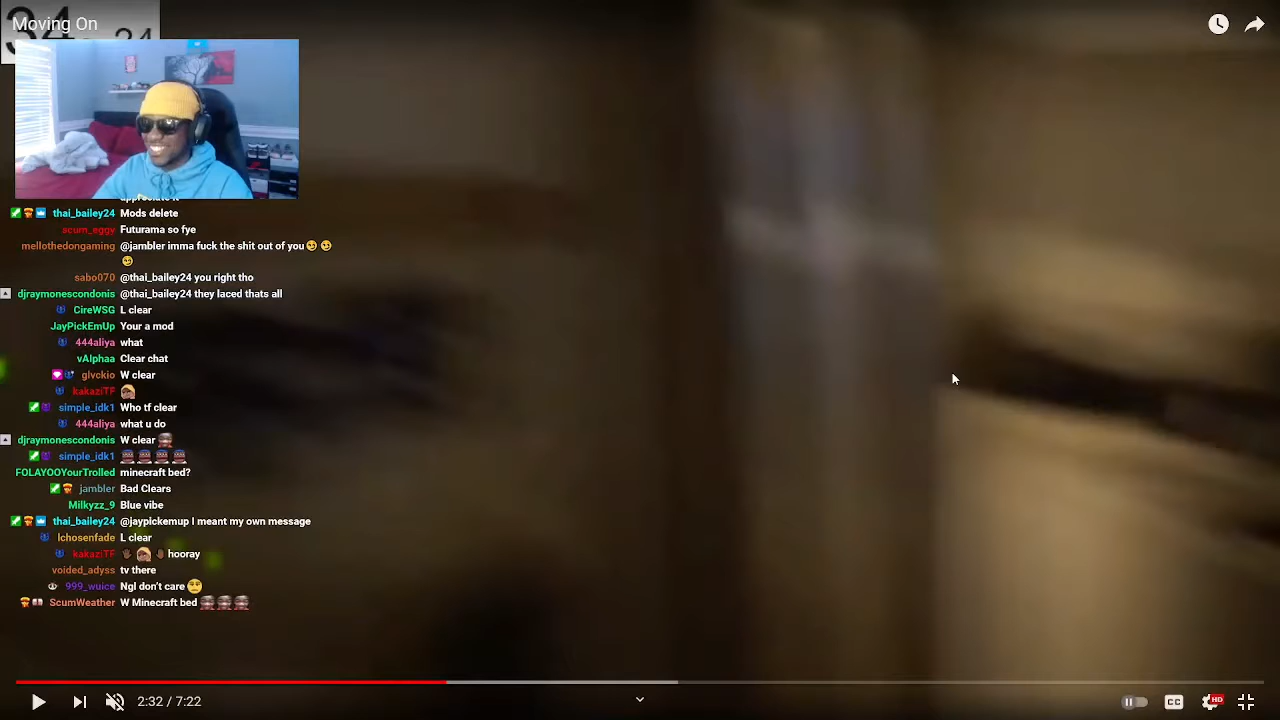 Moving On
thai_bailey24 Mods delete
scum_eggy Futurama so fye
mellothedongaming @jambler imma fuck the shit out of you
sabo070 @thai_bailey24 you right tho
djraymonescondonis @thai_bailey24 they laced thats all
CireWSG L clear
JayPickEmUp Your a mod
444aliya what
vAlphaa Clear chat
glvckio W clear
kakaziTF
simple_idk1 Who tf clear
444aliya what u do
djraymonescondonis W clear
simple_idk1
FOLAYOOYourTrolled minecraft bed?
jambler Bad Clears
Milkyzz_9 Blue vibe
thai_bailey24 @jaypickemup I meant my own message
lchosenfade L clear
kakaziTF hooray
voided_adyss tv there
999_wuice Ngl don't care
ScumWeather W Minecraft bed
2:32 / 7:22
CC
HD